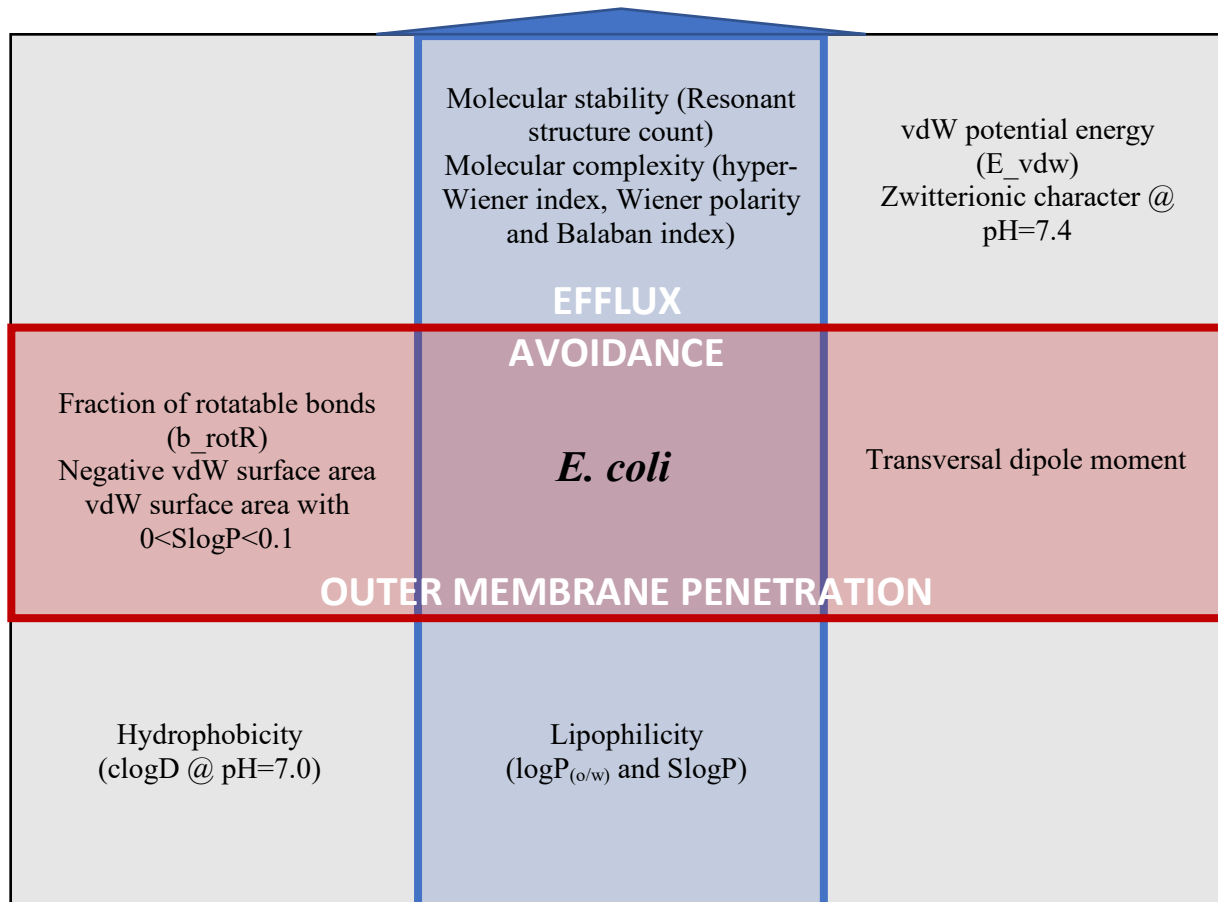 Molecular stability (Resonant
structure count)
Molecular complexity (hyper-
Wiener index, Wiener polarity
and Balaban index)
vdW potential energy
(E_vdw)
Zwitterionic character @
pH=7.4
EFFLUX
AVOIDANCE
Fraction of rotatable bonds
(b_rotR)
Negative vdW surface area
vdW surface area with
0<SlogP<0.1
E. coli
Transversal dipole moment
OUTER MEMBRANE PENETRATION
Hydrophobicity
(clogD @ pH=7.0)
Lipophilicity
(logP(o/w) and SlogP)